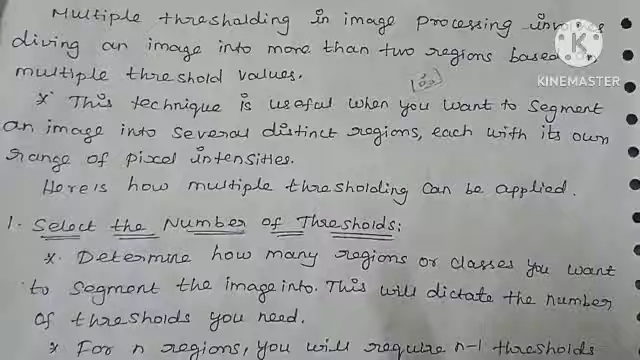 Multiple thresholding in image processing
diving an image into more than two regions based on
multiple threshold values.
KINEMASTER
* This technique is useful when you want to segment
an image into several distinct regions, each with its own
range of pixel intensities.
Here is how multiple thresholding can be applied.
1. Select the Number of Thresholds:
* Determine how many regions or classes you want
to segment the image into. This will dictate the number
of thresholds you need.
* For n regions, you will require n-1 thresholds